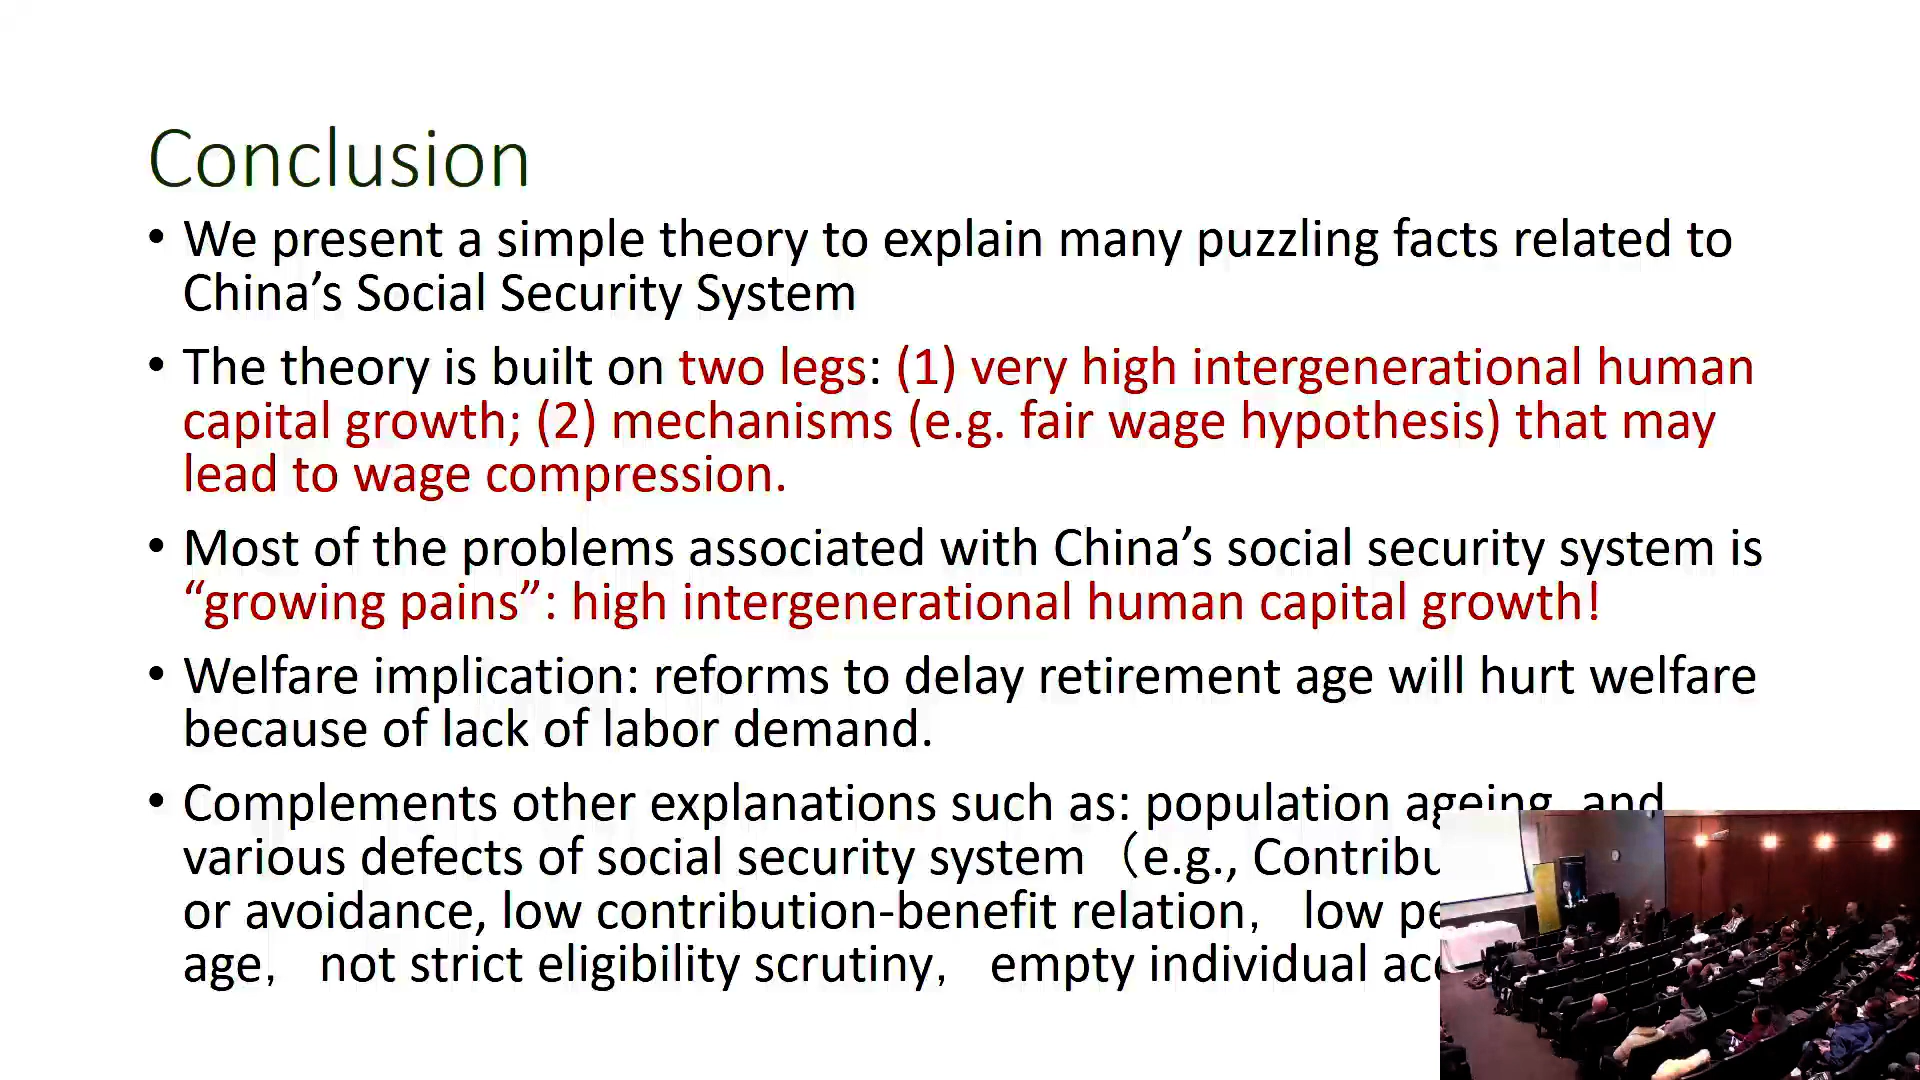 Conclusion
• We present a simple theory to explain many puzzling facts related to
China’s Social Security System
• The theory is built on two legs: (1) very high intergenerational human
capital growth; (2) mechanisms (e.g. fair wage hypothesis) that may
lead to wage compression.
• Most of the problems associated with China’s social security system is
“growing pains”: high intergenerational human capital growth!
• Welfare implication: reforms to delay retirement age will hurt welfare
because of lack of labor demand.
• Complements other explanations such as: population ageing, and
various defects of social security system（e.g.,
or avoidance, low contribution-benefit relation， low
age， not strict eligibility scrutiny， empty individual